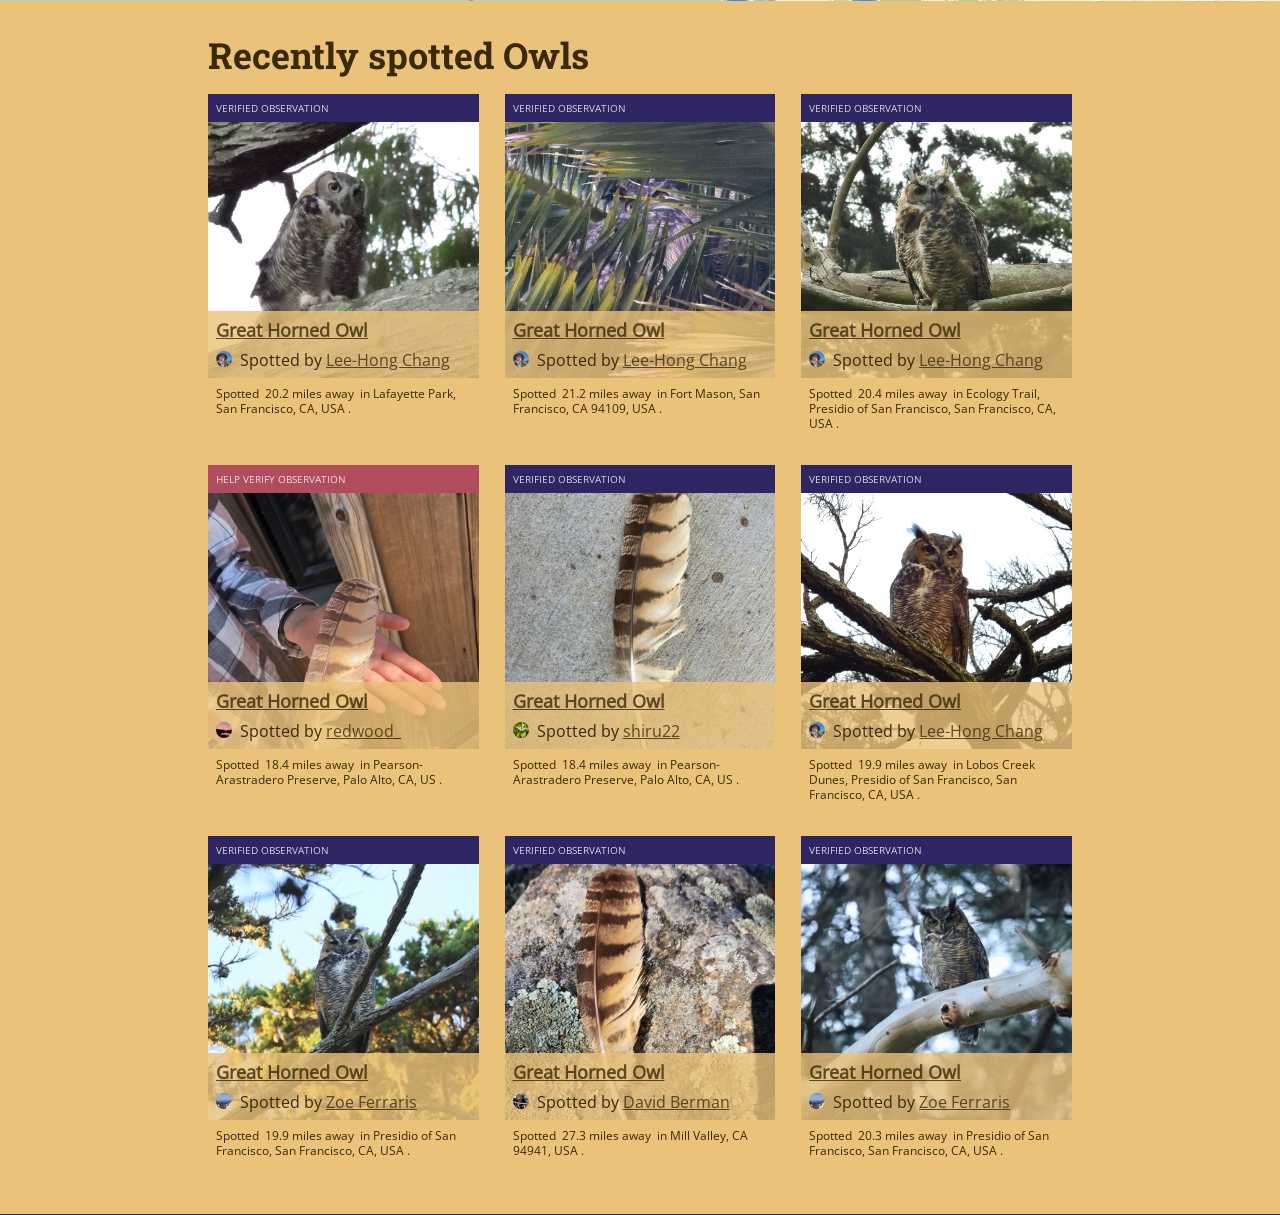 Recently spotted Owls
VERIFIED OBSERVATION
Great Horned Owl
Spotted by Lee-Hong Chang
Spotted 20.2 miles away in Lafayette Park,
San Francisco, CA, USA .
VERIFIED OBSERVATION
Great Horned Owl
Spotted by Lee-Hong Chang
Spotted 21.2 miles away in Fort Mason, San
Francisco, CA 94109, USA .
VERIFIED OBSERVATION
Great Horned Owl
Spotted by Lee-Hong Chang
Spotted 20.4 miles away in Ecology Trail,
Presidio of San Francisco, San Francisco, CA,
USA .
HELP VERIFY OBSERVATION
Great Horned Owl
Spotted by redwood_
Spotted 18.4 miles away in Pearson-
Arastradero Preserve, Palo Alto, CA, US .
VERIFIED OBSERVATION
Great Horned Owl
Spotted by shiru22
Spotted 18.4 miles away in Pearson-
Arastradero Preserve, Palo Alto, CA, US .
VERIFIED OBSERVATION
Great Horned Owl
Spotted by Lee-Hong Chang
Spotted 19.9 miles away in Lobos Creek
Dunes, Presidio of San Francisco, San
Francisco, CA, USA .
VERIFIED OBSERVATION
Great Horned Owl
Spotted by Zoe Ferraris
Spotted 19.9 miles away in Presidio of San
Francisco, San Francisco, CA, USA .
VERIFIED OBSERVATION
Great Horned Owl
Spotted by David Berman
Spotted 27.3 miles away in Mill Valley, CA
94941, USA .
VERIFIED OBSERVATION
Great Horned Owl
Spotted by Zoe Ferraris
Spotted 20.3 miles away in Presidio of San
Francisco, San Francisco, CA, USA .